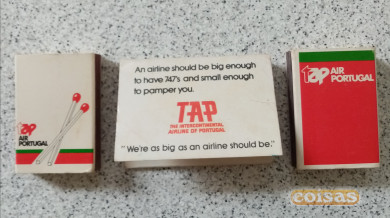 TAP
AIR
PORTUGAL
An airline should be big enough
to have 747's and small enough
to pamper you.
TAP
THE INTERCONTINENTAL
AIRLINE OF PORTUGAL
"We're as big as an airline should be."
TAP AIR
PORTUGAL
coisas